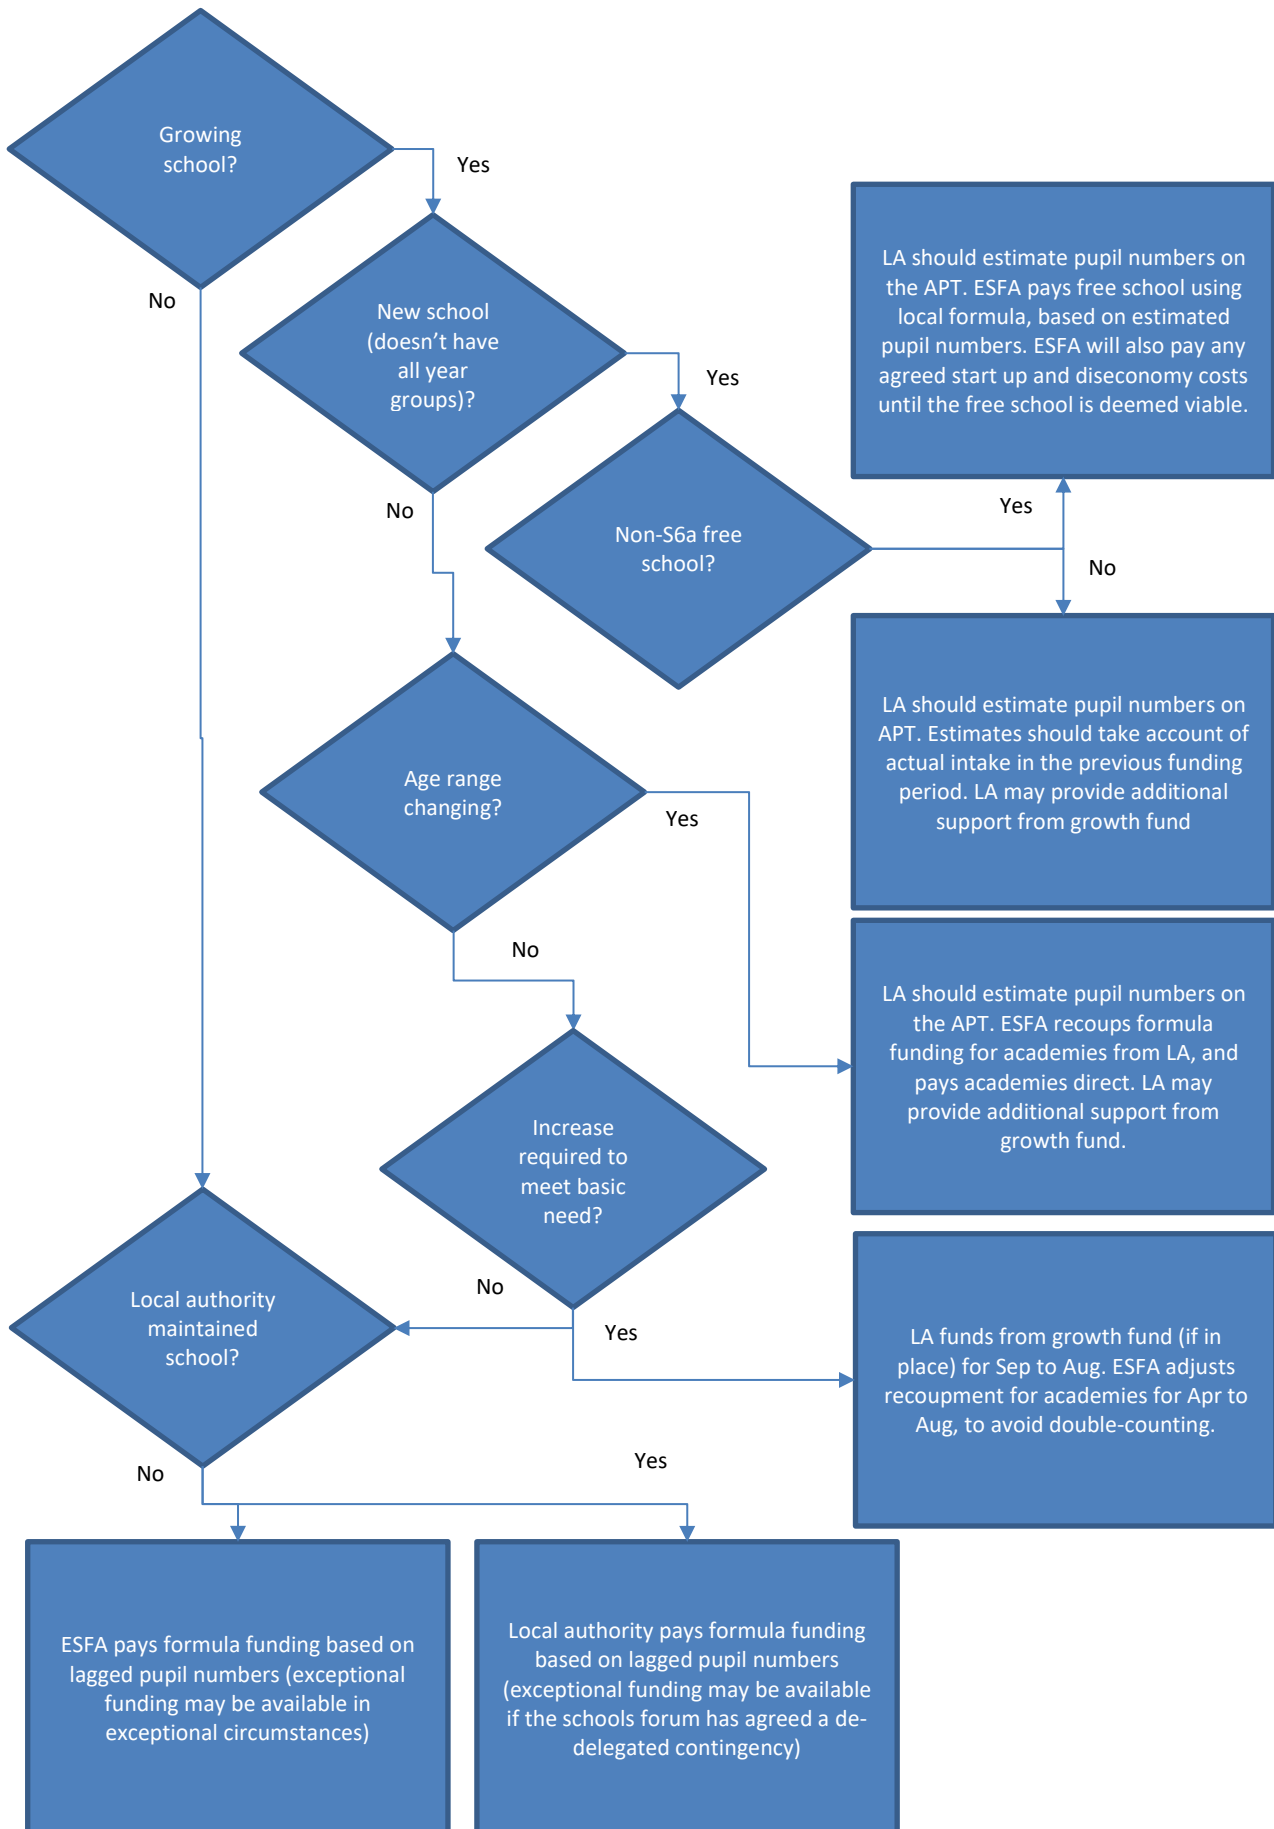 Growing
school?
Yes
No
New school
(doesn't have
all year
groups)?
Yes
No
LA should estimate pupil numbers on
the APT. ESFA pays free school using
local formula, based on estimated
pupil numbers. ESFA will also pay any
agreed start up and diseconomy costs
until the free school is deemed viable.
Non-S6a free
school?
Yes
No
LA should estimate pupil numbers on
APT. Estimates should take account of
actual intake in the previous funding
period. LA may provide additional
support from growth fund
Age range
changing?
Yes
No
LA should estimate pupil numbers on
the APT. ESFA recoups formula
funding for academies from LA, and
pays academies direct. LA may
provide additional support from
growth fund.
Increase
required to
meet basic
need?
No
Yes
LA funds from growth fund (if in
place) for Sep to Aug. ESFA adjusts
recoupment for academies for Apr to
Aug, to avoid double-counting.
Local authority
maintained
school?
No
Yes
ESFA pays formula funding based on
lagged pupil numbers (exceptional
funding may be available in
exceptional circumstances)
Local authority pays formula funding
based on lagged pupil numbers
(exceptional funding may be available
if the schools forum has agreed a de-
delegated contingency)